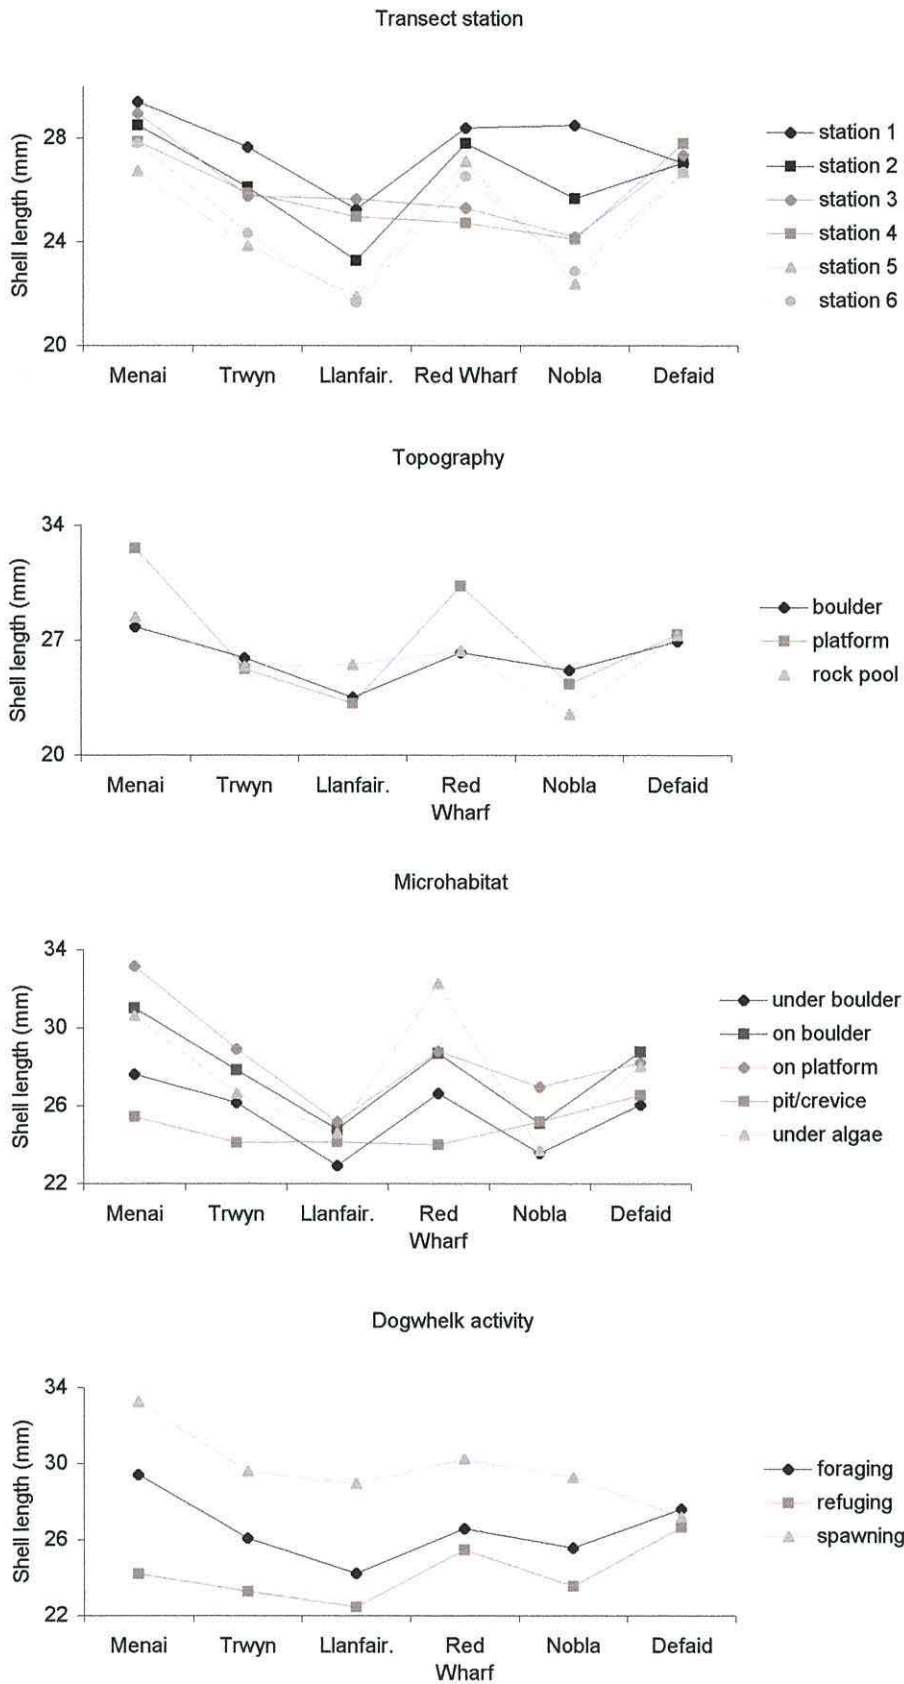 Transect station
Shell length (mm)
28
24
20
Menai Trwyn Llanfair. Red Wharf Nobla Defaid
station 1
station 2
station 3
station 4
station 5
station 6
Topography
Shell length (mm)
34
27
20
Menai Trwyn Llanfair. Red Nobla Defaid
Wharf
boulder
platform
rock pool
Microhabitat
Shell length (mm)
34
30
26
22
Menai Trwyn Llanfair. Red Nobla Defaid
Wharf
under boulder
on boulder
on platform
pit/crevice
under algae
Dogwhelk activity
Shell length (mm)
34
30
26
22
Menai Trwyn Llanfair. Red Nobla Defaid
Wharf
foraging
refuging
spawning